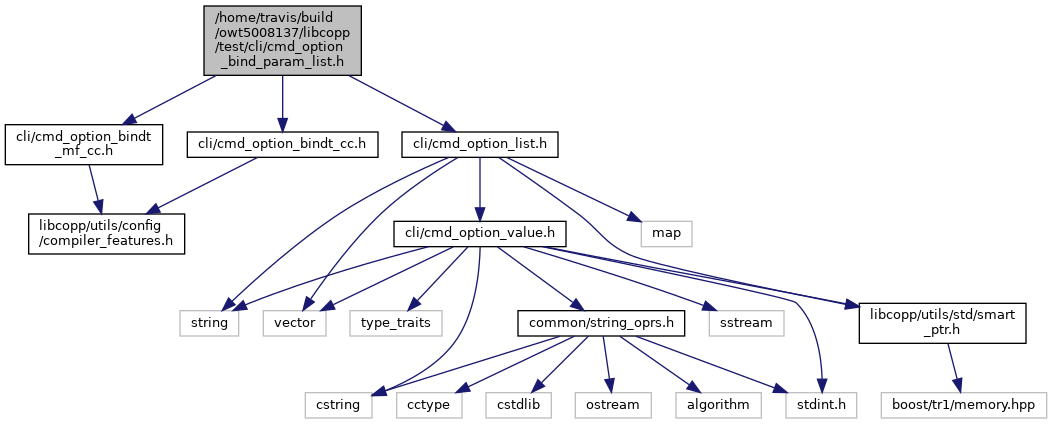 /home/travis/build
/owt5008137/libcopp
/test/cli/cmd_option
_bind_param_list.h
cli/cmd_option_bindt
_mf_cc.h
cli/cmd_option_bindt_cc.h
cli/cmd_option_list.h
libcopp/utils/config
/compiler_features.h
cli/cmd_option_value.h
map
string
vector
type_traits
common/string_oprs.h
sstream
libcopp/utils/std/smart
_ptr.h
cstring
cctype
cstdlib
ostream
algorithm
stdint.h
boost/tr1/memory.hpp